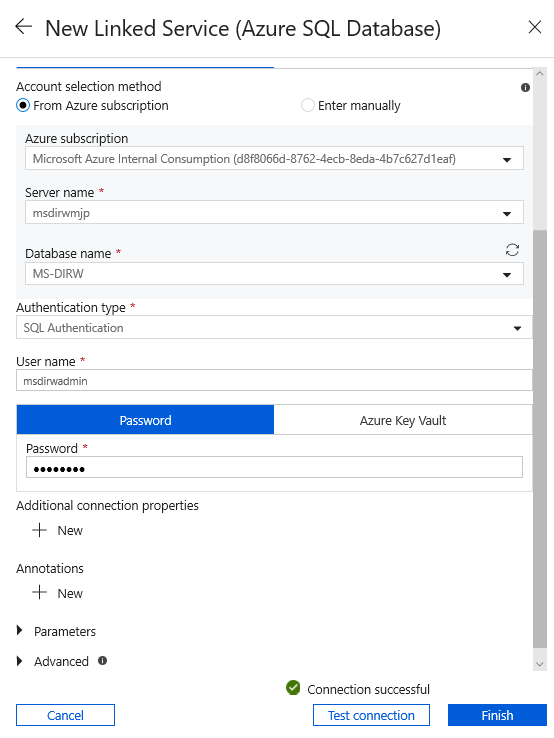 New Linked Service (Azure SQL Database)
Account selection method
From Azure subscription
Enter manually
Azure subscription
Microsoft Azure Internal Consumption (d8f8066d-8762-4ecb-8eda-4b7c627d1eaf)
Server name *
msdirwmjp
Database name *
MS-DIRW
Authentication type *
SQL Authentication
User name *
msdirwadmin
Password
Azure Key Vault
Password *
••••••••
Additional connection properties
New
Annotations
New
Parameters
Advanced
Connection successful
Cancel
Test connection
Finish